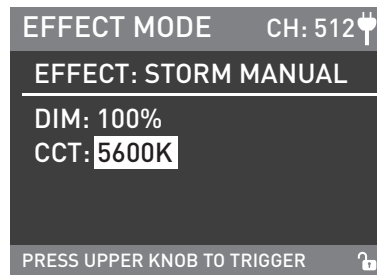 EFFECT MODE CH: 512
EFFECT: STORM MANUAL
DIM: 100%
CCT: 5600K
PRESS UPPER KNOB TO TRIGGER